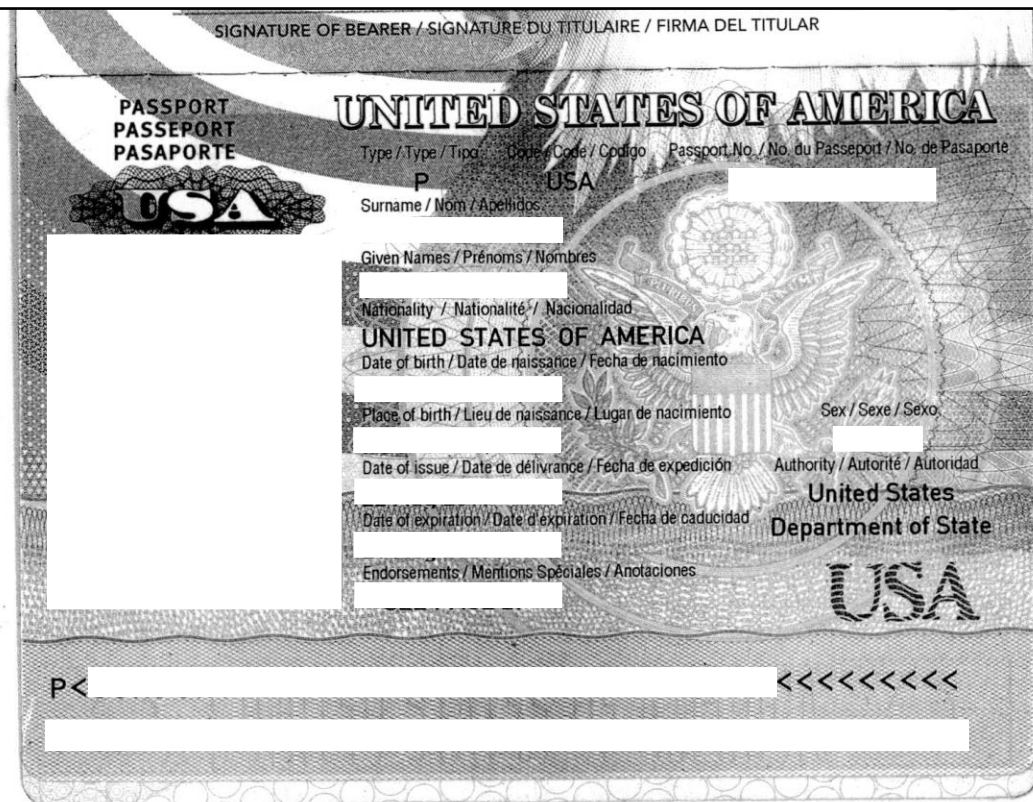 SIGNATURE OF BEARER / SIGNATURE DU TITULAIRE / FIRMA DEL TITULAR
PASSPORT
PASSEPORT
PASAPORTE
USA
UNITED STATES OF AMERICA
Type / Type / Tipo Code / Code / Codigo Passport No. / No. du Passeport / No. de Pasaporte
P USA
Surname / Nom / Apellidos
Given Names / Prénoms / Nombres
Nationality / Nationalité / Nacionalidad
UNITED STATES OF AMERICA
Date of birth / Date de naissance / Fecha de nacimiento
Place of birth / Lieu de naissance / Lugar de nacimiento
Sex / Sexe / Sexo
Date of issue / Date de délivrance / Fecha de expedición
Authority / Autorité / Autoridad
United States
Department of State
Date of expiration / Date d'expiration / Fecha de caducidad
Endorsements / Mentions Spéciales / Anotaciones
USA
P< <<<<<<<<<